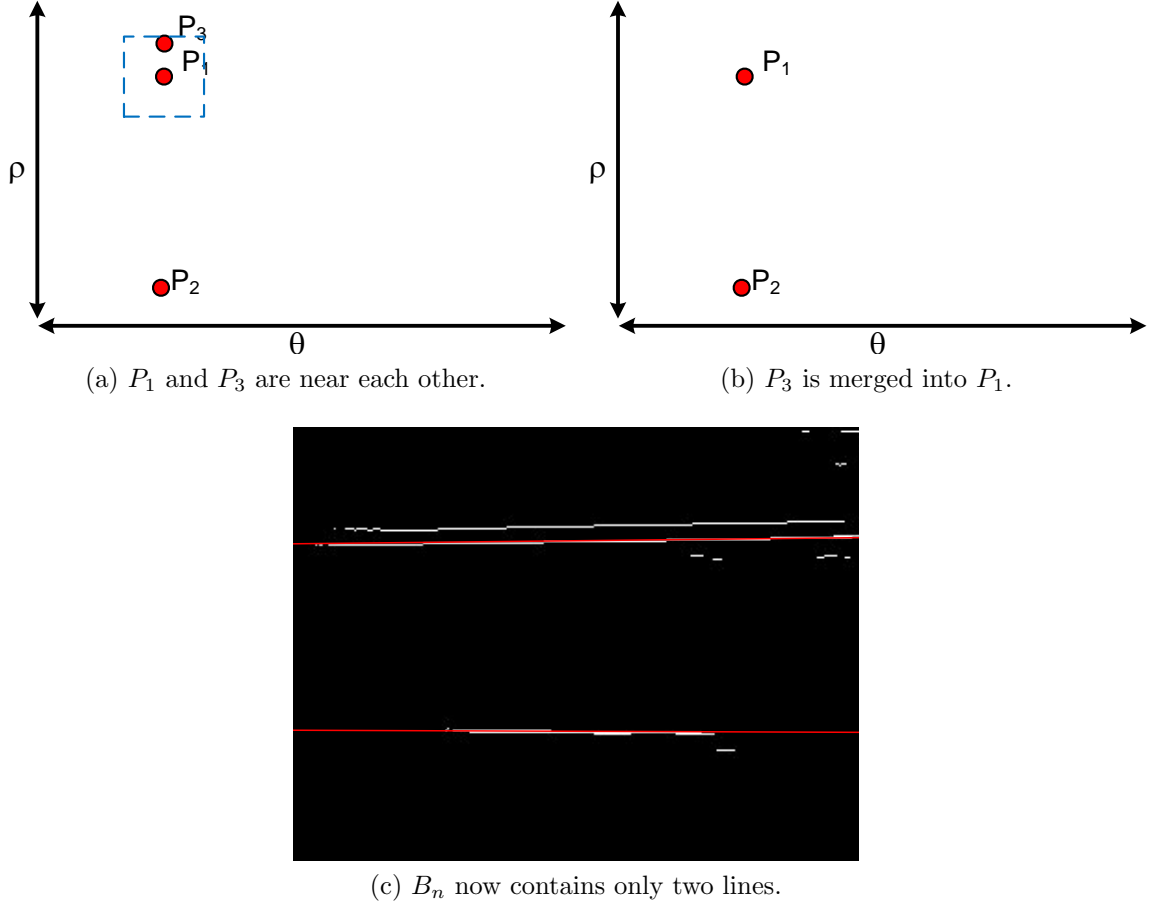 P₃
P₁
ρ
P₂
θ
(a) P₁ and P₃ are near each other.
P₁
ρ
P₂
θ
(b) P₃ is merged into P₁.
(c) Bₙ now contains only two lines.